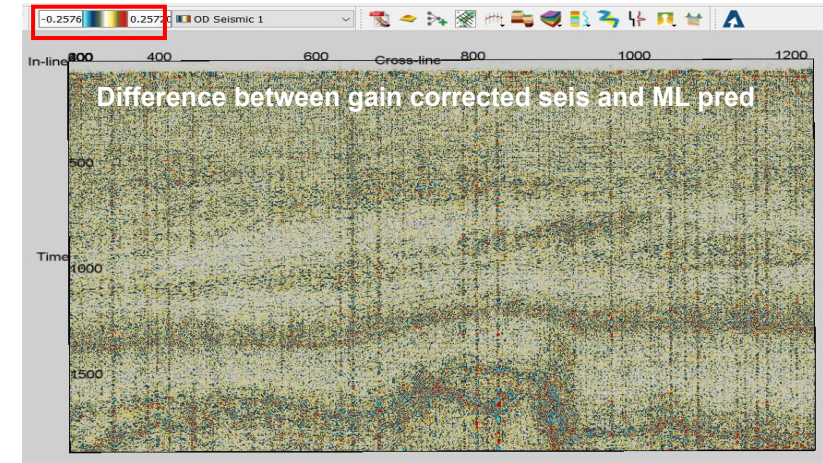 -0.2576 0.2572 OD Seismic 1
In-line 400 600 Cross-line 800 1000 1200
Difference between gain corrected seis and ML pred
500
Time
1000
1500